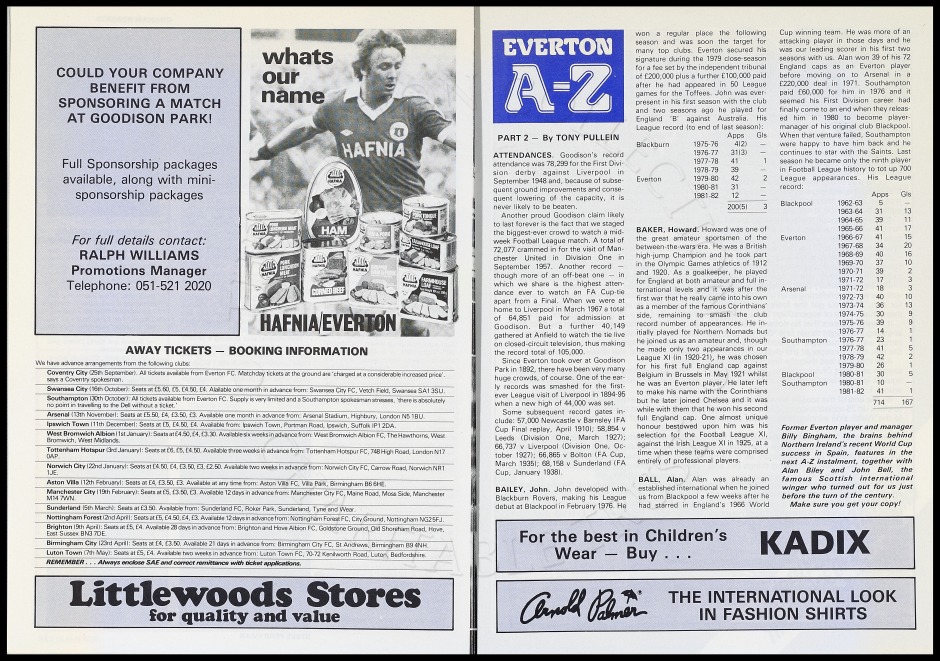 COULD YOUR COMPANY
BENEFIT FROM
SPONSORING A MATCH
AT GOODISON PARK!
Full Sponsorship packages
available, along with mini-
sponsorship packages
For full details contact:
RALPH WILLIAMS
Promotions Manager
Telephone: 051-521 2020
whats
our
name
HAFNIA
HAFNIA
HAM
CORNED BEEF
HAFNIA/EVERTON
AWAY TICKETS — BOOKING INFORMATION
We have advance arrangements from the following clubs:
Coventry City (25th September). All tickets available from Everton FC. Matchday tickets at the ground are 'charged at a considerable increased price',
says a Coventry spokesman.
Swansea City (16th October): Seats at £5.60, £5, £4.50, £4. Available one month in advance from: Swansea City FC, Vetch Field, Swansea SA1 3SU.
Southampton (30th October): All tickets available from Everton FC. Supply is very limited and a Southampton spokesman stresses, 'there is absolutely
no point in travelling to the Dell without a ticket.'
Arsenal (13th November): Seats at £5.50, £4, £3.50, £3. Available one month in advance from: Arsenal Stadium, Highbury, London N5 1BU.
Ipswich Town (11th December): Seats at £5, £4.50, £4. Available from: Ipswich Town, Portman Road, Ipswich, Suffolk IP1 2DA.
West Bromwich Albion (1st January): Seats at £4.50, £4, £3.30. Available six weeks in advance from: West Bromwich Albion FC, The Hawthorns, West
Bromwich, West Midlands.
Tottenham Hotspur (3rd January): Seats at £6, £5, £4.50. Available three weeks in advance from: Tottenham Hotspur FC, 748 High Road, London N17
0AP.
Norwich City (22nd January): Seats at £4, £3.50, £3, £2.50. Available two weeks in advance from: Norwich City FC, Carrow Road, Norwich NR1
1JE.
Aston Villa (12th February): Seats at £4, £3.50, £3. Available at any time from: Aston Villa FC, Villa Park, Birmingham B6 6HE.
Manchester City (19th February): Seats at £5, £3.50, £3. Available 12 days in advance from: Manchester City FC, Maine Road, Moss Side, Manchester
M14 7WN.
Sunderland (5th March): Seats at £3.50. Available from: Sunderland FC, Roker Park, Sunderland, Tyne and Wear.
Nottingham Forest (2nd April): Seats at £5, £4.50, £4, £3. Available 12 days in advance from: Nottingham Forest FC, City Ground, Nottingham NG2 5FJ.
Brighton (9th April): Seats at £5, £4. Available 28 days in advance from: Brighton and Hove Albion FC, Goldstone Ground, Old Shoreham Road, Hove,
East Sussex BN3 7DE.
Birmingham City (23rd April): Seats at £4, £3.50. Available 21 days in advance from: Birmingham City FC, St Andrews, Birmingham B9 4NH.
Luton Town (7th May): Seats at £5, £4. Available two weeks in advance from: Luton Town FC, 70-72 Kenilworth Road, Luton, Bedfordshire.
REMEMBER . . . Always enclose SAE and correct remittance with ticket applications.
Littlewoods Stores
for quality and value
EVERTON
A-Z
PART 2 — By TONY PULLEIN
ATTENDANCES. Goodison's record
attendance was 78,299 for the First Divi-
sion derby against Liverpool in
September 1948 and, because of subse-
quent ground improvements and conse-
quent lowering of the capacity, it is
never likely to be beaten.
Another proud Goodison claim likely
to last forever is the fact that we staged
the biggest-ever crowd to watch a mid-
week Football League match. A total of
72,077 crammed in for the visit of Man-
chester United in Division One in
September 1957. Another record —
though more of an off-beat one — in
which we share is the highest atten-
dance ever to watch an FA Cup-tie
apart from a Final. When we were at
home to Liverpool in March 1967 a total
of 64,851 paid for admission at
Goodison. But a further 40,149
gathered at Anfield to watch the tie live
on closed-circuit television, thus making
the record total of 105,000.
Since Everton took over at Goodison
Park in 1892, there have been very many
huge crowds, of course. One of the ear-
ly records was smashed for the first-
ever League visit of Liverpool in 1894-95
when a new high of 44,000 was set.
Some subsequent record gates in-
clude: 57,000 Newcastle v Barnsley (FA
Cup Final replay, April 1910); 58,854 v
Leeds (Division One, March 1927);
66,737 v Liverpool (Division One, Oc-
tober 1927); 66,865 v Bolton (FA Cup,
March 1935); 68,158 v Sunderland (FA
Cup, January 1938).
BAILEY, John. John developed with
Blackburn Rovers, making his League
debut at Bristol City in February 1976. He
won a regular place the following
season and was soon the target for
many top clubs. Everton secured his
signature during the 1979 close-season
for a fee set by the independent tribunal
of £200,000 plus a further £100,000 paid
after he had appeared in 50 League
games for the Toffees. John was ever-
present in his first season with the club
and two seasons ago he played for
England 'B' against Australia. His
League record (to end of last season):
Apps Gls
Blackburn 1975-76 4(2) —
1976-77 31(3) —
1977-78 41 1
1978-79 39 —
Everton 1979-80 42 2
1980-81 31 —
1981-82 12 —
200(5) 3
BAKER, Howard. Howard was one of
the great amateur sportsmen of the
between-the-wars era. He was a British
high-jump Champion and he took part
in the Olympic Games athletics of 1912
and 1920. As a goalkeeper, he played
for England at both amateur and full in-
ternational levels and it was after the
first war that he really came into his own
as a member of the famous Corinthians'
side, remaining to smash the club
record number of appearances. He in-
itially played for Northern Nomads but
he joined us as an amateur and, though
he made only two appearances in our
League XI (in 1920-21), he was chosen
for his first full England cap against
Belgium in Brussels in May 1921 whilst
he was an Everton player. He later left
to make his name with the Corinthians
but he later joined Chelsea and it was
while with them that he won his second
full England cap. One almost unique
honour bestowed upon him was his
selection for the Football League XI,
against the Irish League XI in 1925, at a
time when these teams were comprised
entirely of professional players.
BALL, Alan. Alan was already an
established international when he joined
us from Blackpool a few weeks after he
had starred in England's 1966 World
Cup winning team. He was more of an
attacking player in those days and he
was our leading scorer in his first two
seasons with us. Alan won 39 of his 72
England caps as an Everton player
before moving on to Arsenal in a
£220,000 deal in 1971. Southampton
paid £60,000 for him in 1976 and it
seemed his First Division career had
finally come to an end when they releas-
ed him in 1980 to become player-
manager of his original club Blackpool.
When that venture failed, Southampton
were happy to have him back and he
continues to star with the Saints. Last
season he became only the ninth player
in Football League history to tot up 700
League appearances. His League
record:
Apps Gls
Blackpool 1962-63 5 —
1963-64 31 13
1964-65 39 11
1965-66 41 17
Everton 1966-67 41 15
1967-68 34 20
1968-69 40 16
1969-70 37 10
1970-71 39 2
1971-72 17 3
Arsenal 1971-72 18 3
1972-73 40 10
1973-74 36 13
1974-75 30 9
1975-76 39 9
1976-77 14 1
Southampton 1976-77 23 1
1977-78 41 5
1978-79 42 2
1979-80 26 1
Blackpool 1980-81 30 5
Southampton 1980-81 10 —
1981-82 41 1
714 167
Former Everton player and manager
Billy Bingham, the brains behind
Northern Ireland's recent World Cup
success in Spain, features in the
next A-Z instalment, together with
Alan Biley and John Bell, the
famous Scottish international
winger who turned out for us just
before the turn of the century.
Make sure you get your copy!
For the best in Children's
Wear — Buy . . .
KADIX
Arnold Palmer
THE INTERNATIONAL LOOK
IN FASHION SHIRTS